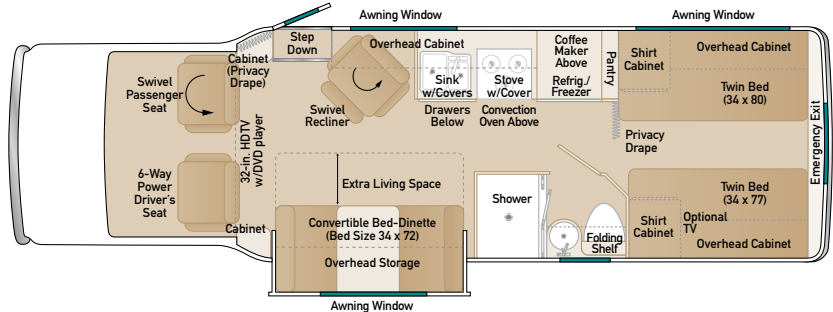 Awning Window
Awning Window
Step
Down
Cabinet
(Privacy
Drape)
Overhead Cabinet
Sink
w/Covers
Stove
w/Cover
Coffee
Maker
Above
Refrig./
Freezer
Pantry
Shirt
Cabinet
Overhead Cabinet
Twin Bed
(34 x 80)
Swivel
Passenger
Seat
Swivel
Recliner
Drawers
Below
Convection
Oven Above
Privacy
Drape
Emergency Exit
32-in. HDTV
w/DVD player
6-Way
Power
Driver's
Seat
Cabinet
Extra Living Space
Convertible Bed-Dinette
(Bed Size 34 x 72)
Overhead Storage
Shower
Folding
Shelf
Shirt
Cabinet
Optional
TV
Twin Bed
(34 x 77)
Overhead Cabinet
Awning Window